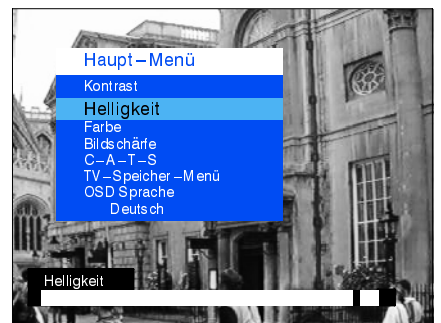 Haupt–Menü
Kontrast
Helligkeit
Farbe
Bildschärfe
C–A–T–S
TV–Speicher–Menü
OSD Sprache
Deutsch
Helligkeit